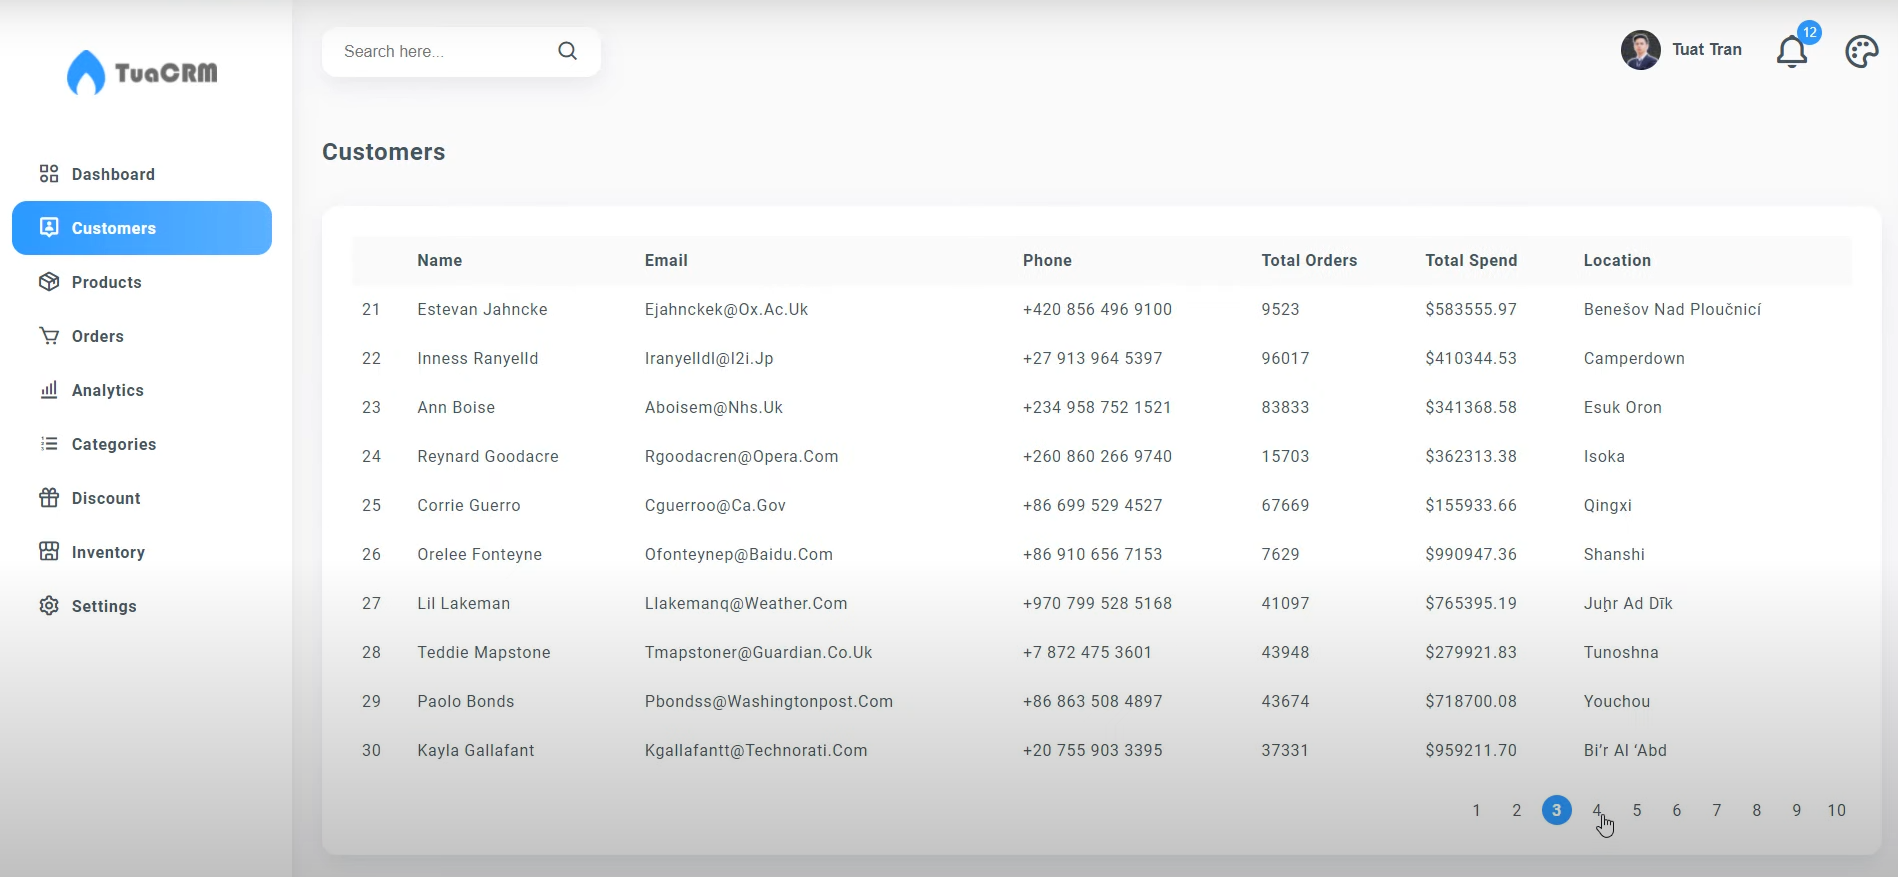 TuaCRM
Search here...
Tuat Tran
12
Dashboard
Customers
Products
Orders
Analytics
Categories
Discount
Inventory
Settings
Customers
Name Email Phone Total Orders Total Spend Location
21 Estevan Jahncke Ejahnckek@Ox.Ac.Uk +420 856 496 9100 9523 $583555.97 Benešov Nad Ploučnicí
22 Inness Ranyelld Iranyelldl@I2i.Jp +27 913 964 5397 96017 $410344.53 Camperdown
23 Ann Boise Aboisem@Nhs.Uk +234 958 752 1521 83833 $341368.58 Esuk Oron
24 Reynard Goodacre Rgoodacren@Opera.Com +260 860 266 9740 15703 $362313.38 Isoka
25 Corrie Guerro Cguerroo@Ca.Gov +86 699 529 4527 67669 $155933.66 Qingxi
26 Orelee Fonteyne Ofonteynep@Baidu.Com +86 910 656 7153 7629 $990947.36 Shanshi
27 Lil Lakeman Llakemanq@Weather.Com +970 799 528 5168 41097 $765395.19 Juḩr Ad Dīk
28 Teddie Mapstone Tmapstoner@Guardian.Co.Uk +7 872 475 3601 43948 $279921.83 Tunoshna
29 Paolo Bonds Pbondss@Washingtonpost.Com +86 863 508 4897 43674 $718700.08 Youchou
30 Kayla Gallafant Kgallafantt@Technorati.Com +20 755 903 3395 37331 $959211.70 Bi’r Al ‘Abd
1 2 3 4 5 6 7 8 9 10